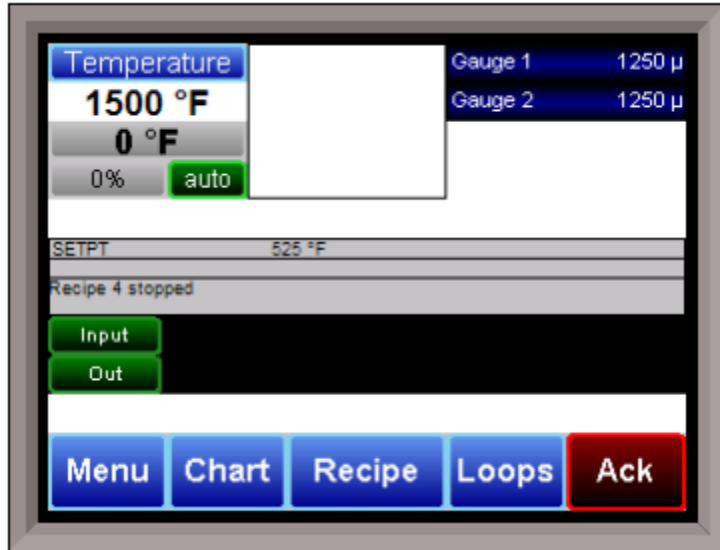 Temperature
1500 °F
0 °F
0% auto
Gauge 1 1250 µ
Gauge 2 1250 µ
SETPT 525 °F
Recipe 4 stopped
Input
Out
Menu Chart Recipe Loops Ack